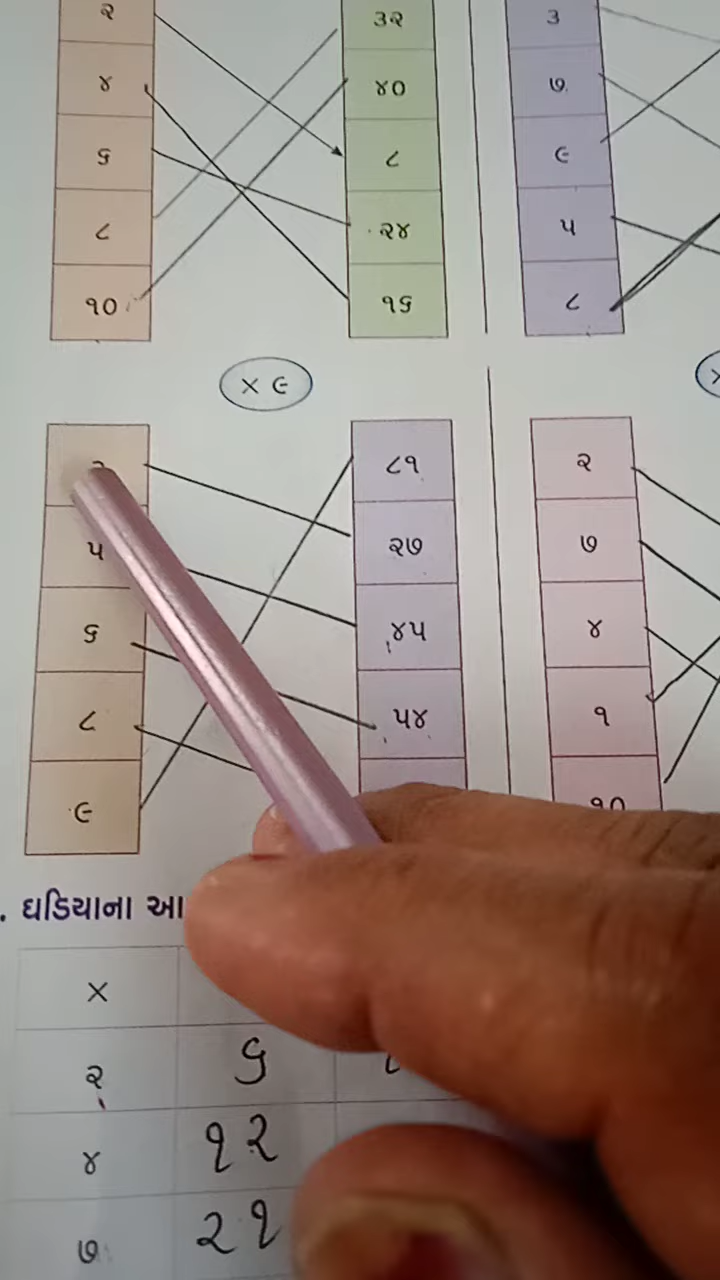 ૨ ૩૨ ૩
૪ ૪૦ ૭
૬ ૮ ૯
૮ ૨૪ ૫
૧૦ ૧૬ ૮
× ૯
૮૧ ૨
૫ ૨૭ ૭
૬ ૪૫ ૪
૮ ૫૪ ૧
૯ ૧૦
. ઘડિયાના આ
×
૨ ૬
૪ ૧૨
૭ ૨૧